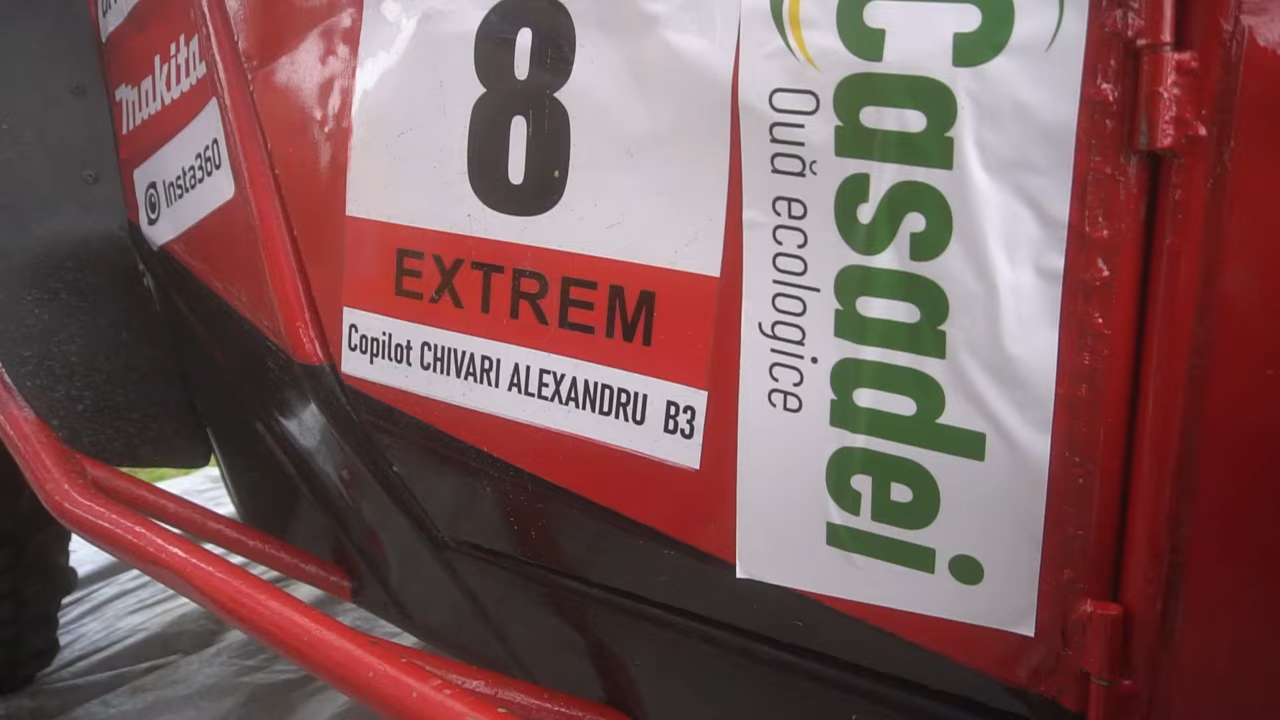 makita
Insta360
8
EXTREM
Copilot CHIVARI ALEXANDRU B3
Casadei
Ouă ecologice